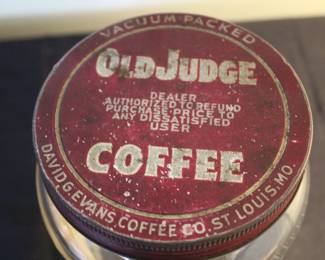 VACUUM PACKED
OLD JUDGE
DEALER
AUTHORIZED TO REFUND
PURCHASE PRICE TO
ANY DISSATISFIED
USER
COFFEE
DAVID G. EVANS COFFEE CO. ST. LOUIS, MO.